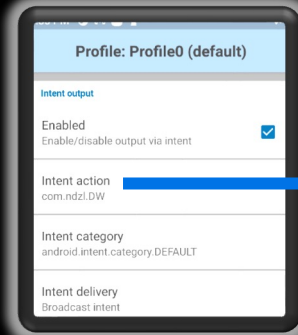 Profile: Profile0 (default)
Intent output
Enabled
Enable/disable output via intent
Intent action
com.ndzl.DW
Intent category
android.intent.category.DEFAULT
Intent delivery
Broadcast intent